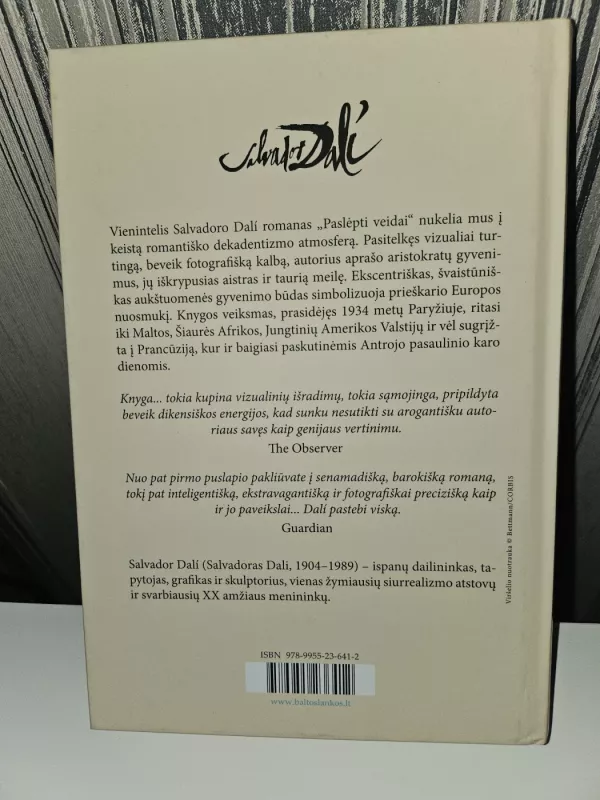 Salvador Dalí
Vienintelis Salvadoro Dalí romanas „Paslėpti veidai“ nukelia mus į
keistą romantiško dekadentizmo atmosferą. Pasitelkęs vizualiai tur-
tingą, beveik fotografišką kalbą, autorius aprašo aristokratų gyveni-
mus, jų iškrypusias aistras ir taurią meilę. Ekscentriškas, švaistūniš-
kas aukštuomenės gyvenimo būdas simbolizuoja prieškario Europos
nuosmukį. Knygos veiksmas, prasidėjęs 1934 metų Paryžiuje, ritasi
iki Maltos, Šiaurės Afrikos, Jungtinių Amerikos Valstijų ir vėl sugrįž-
ta į Prancūziją, kur ir baigiasi paskutinėmis Antrojo pasaulinio karo
dienomis.
Knyga... tokia kupina vizualinių išradimų, tokia sąmojinga, pripildyta
beveik dikensiškos energijos, kad sunku nesutikti su arogantišku auto-
riaus savęs kaip genijaus vertinimu.
The Observer
Nuo pat pirmo puslapio pakliūvate į senamadišką, barokišką romaną,
tokį pat inteligentišką, ekstravagantišką ir fotografiškai precizišką kaip
ir jo paveikslai... Dalí pastebi viską.
Guardian
Salvador Dalí (Salvadoras Dali, 1904–1989) – ispanų dailininkas, ta-
pytojas, grafikas ir skulptorius, vienas žymiausių siurrealizmo atstovų
ir svarbiausių XX amžiaus menininkų.
Viršelio nuotrauka © Bettmann/CORBIS
ISBN 978-9955-23-641-2
www.baltoslankos.lt